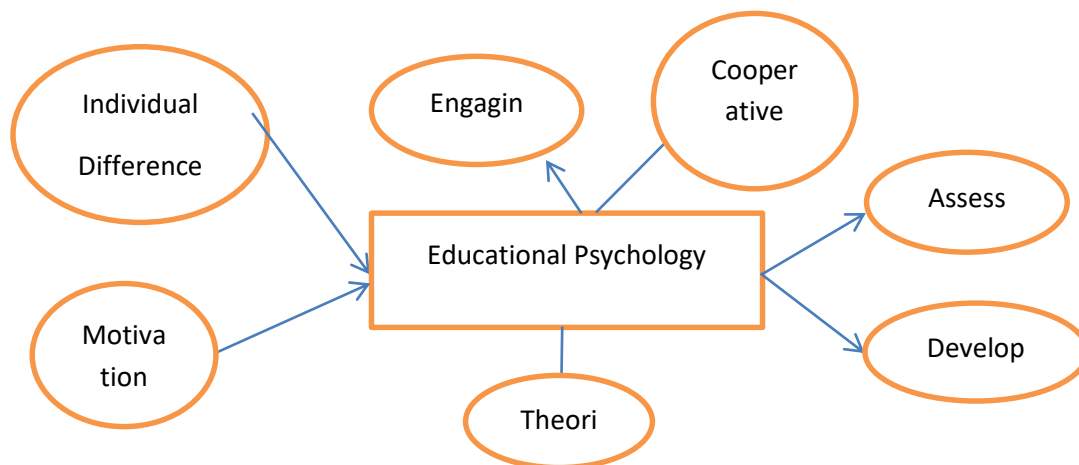 Individual
Difference
Engagin
Cooper
ative
Assess
Educational Psychology
Motiva
tion
Develop
Theori